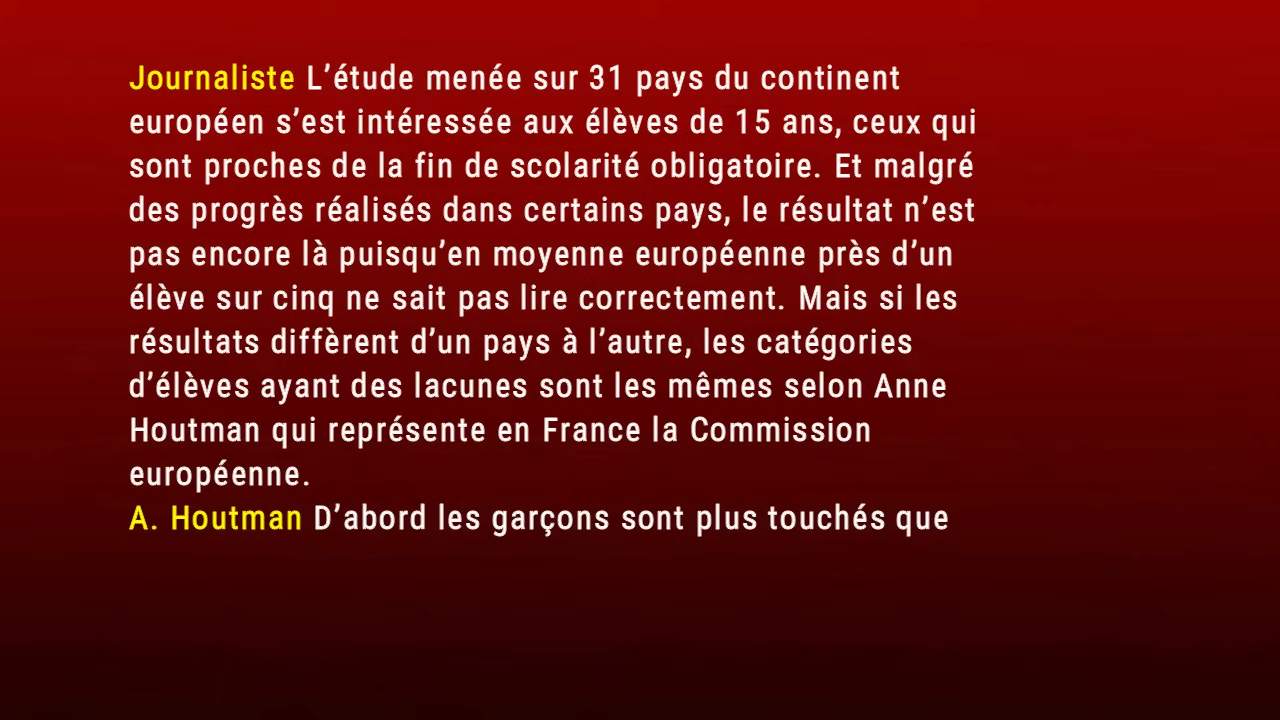 Journaliste L’étude menée sur 31 pays du continent
européen s’est intéressée aux élèves de 15 ans, ceux qui
sont proches de la fin de scolarité obligatoire. Et malgré
des progrès réalisés dans certains pays, le résultat n’est
pas encore là puisqu’en moyenne européenne près d’un
élève sur cinq ne sait pas lire correctement. Mais si les
résultats diffèrent d’un pays à l’autre, les catégories
d’élèves ayant des lacunes sont les mêmes selon Anne
Houtman qui représente en France la Commission
européenne.
A. Houtman D’abord les garçons sont plus touchés que